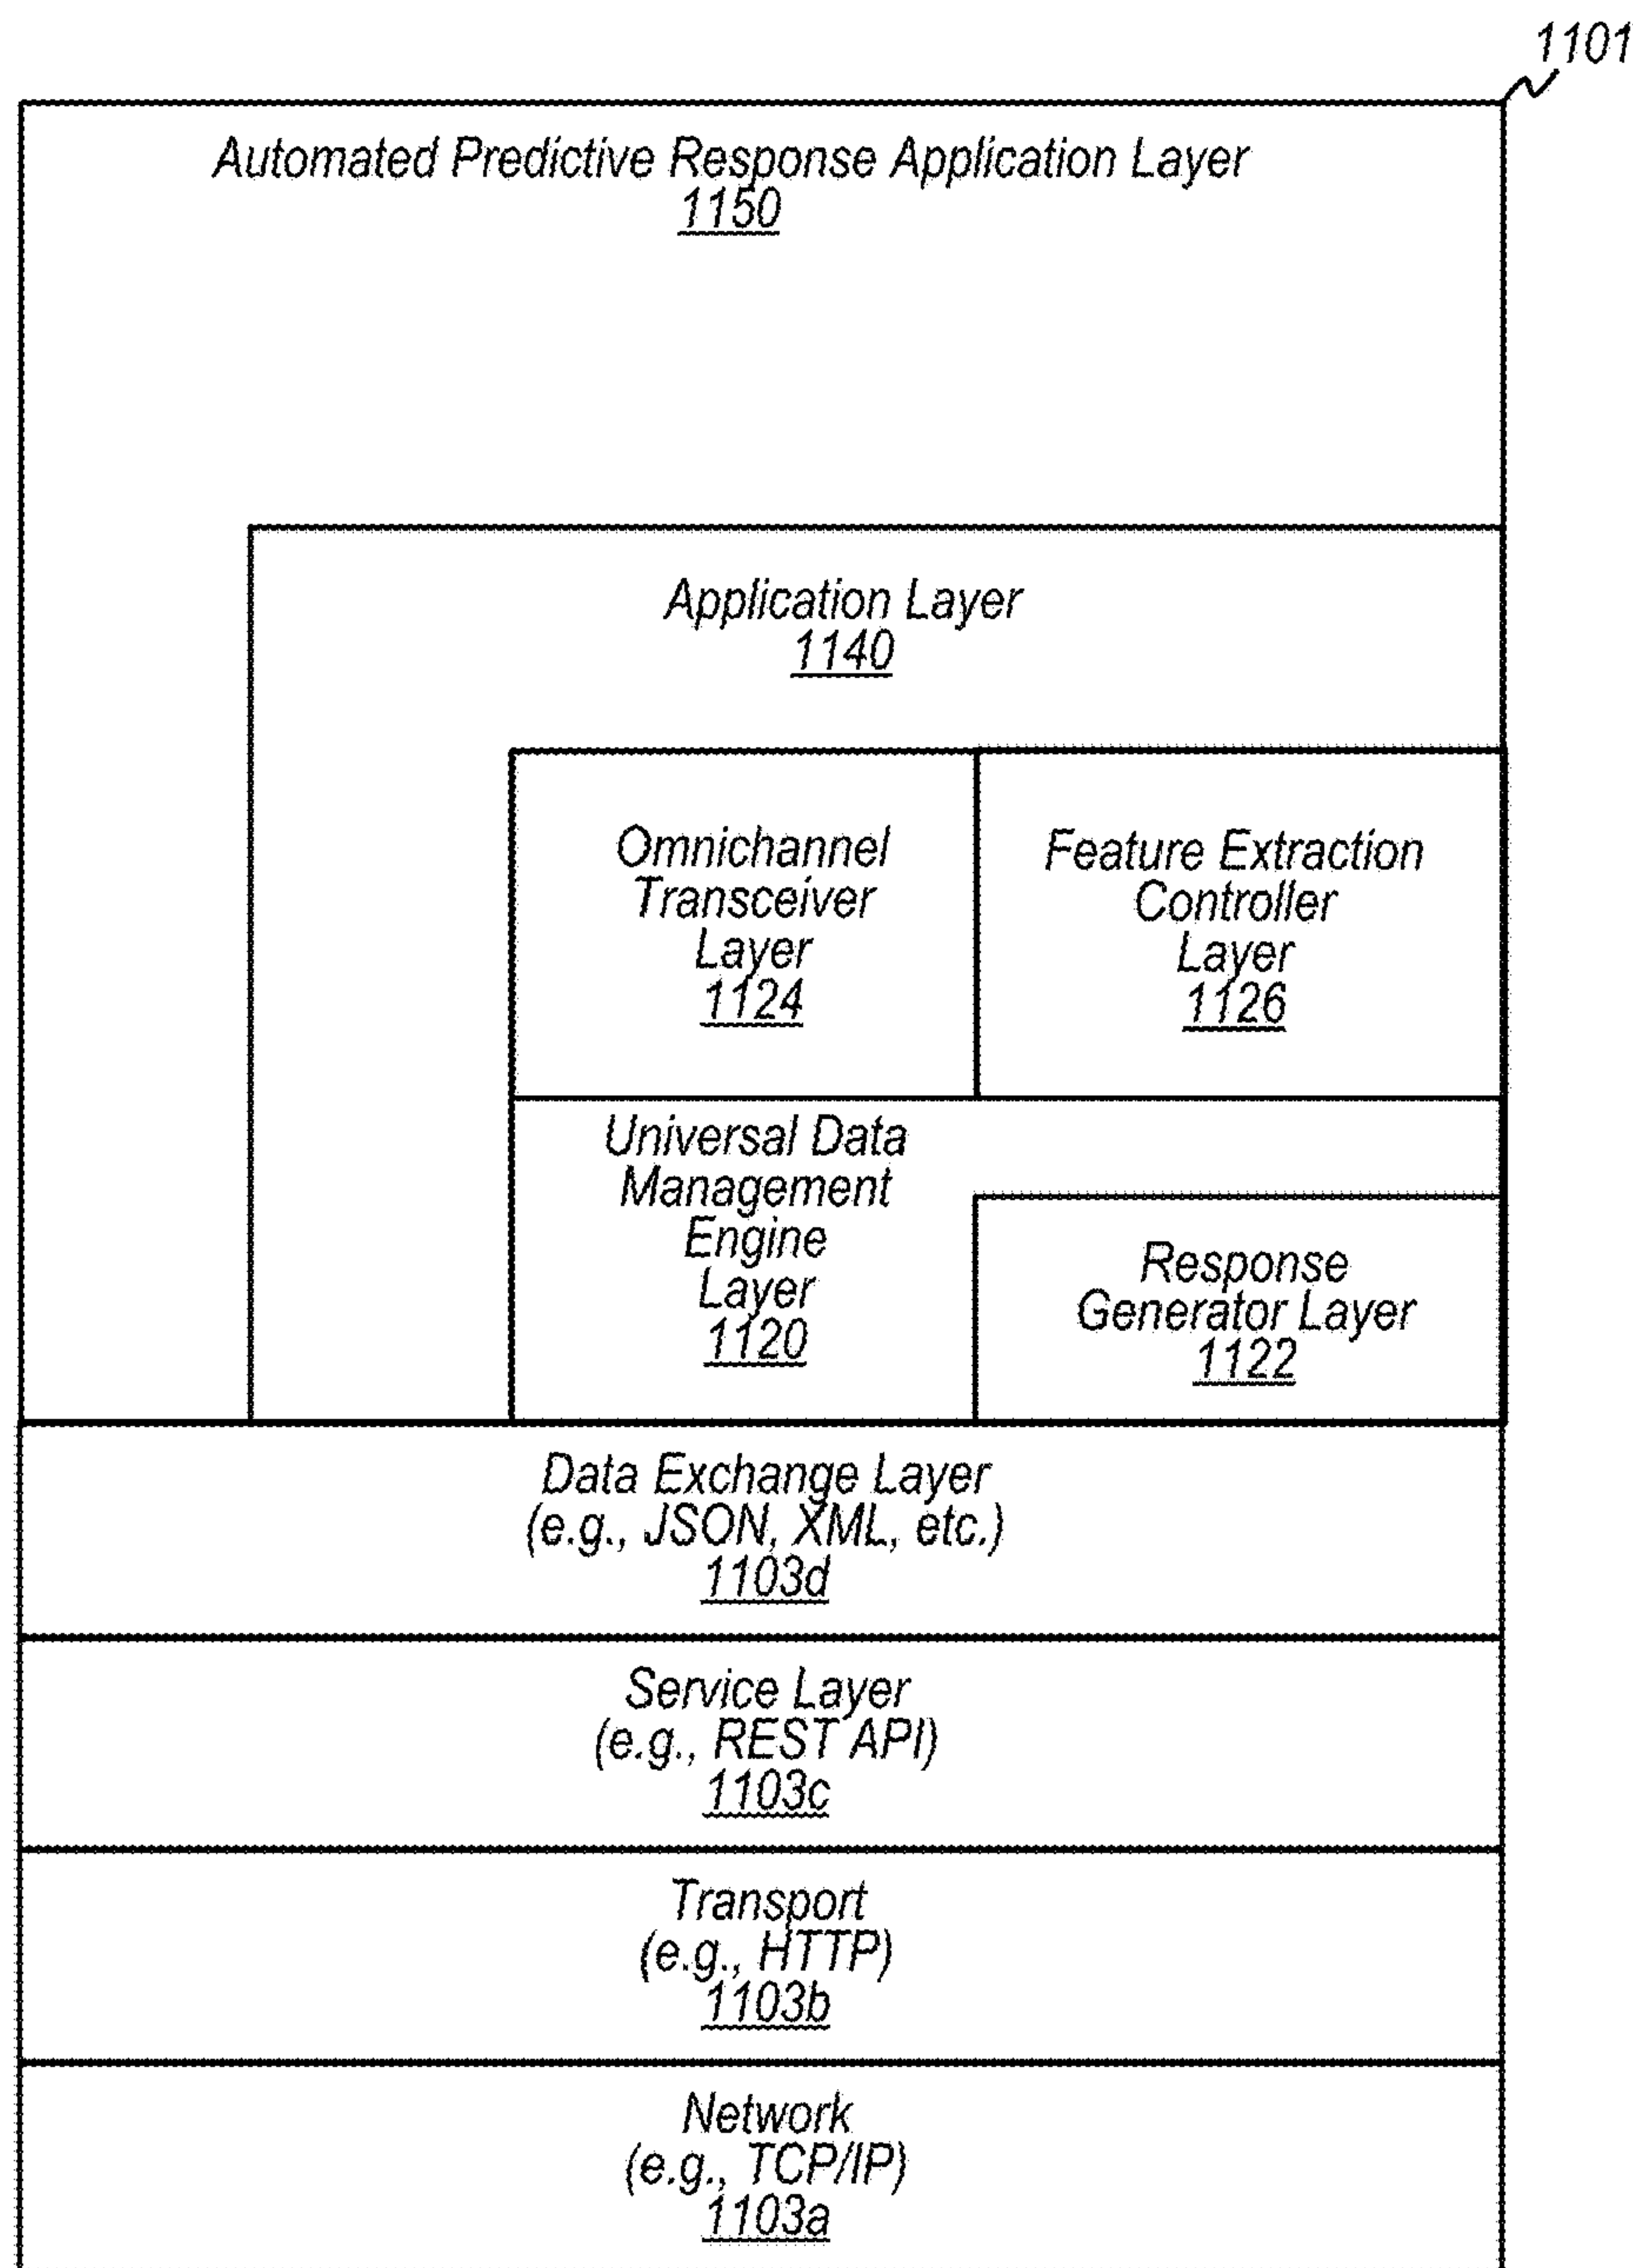 1101
Automated Predictive Response Application Layer
1150
Application Layer
1140
Omnichannel
Transceiver
Layer
1124
Feature Extraction
Controller
Layer
1126
Universal Data
Management
Engine
Layer
1120
Response
Generator Layer
1122
Data Exchange Layer
(e.g., JSON, XML, etc.)
1103d
Service Layer
(e.g., REST API)
1103c
Transport
(e.g., HTTP)
1103b
Network
(e.g., TCP/IP)
1103a